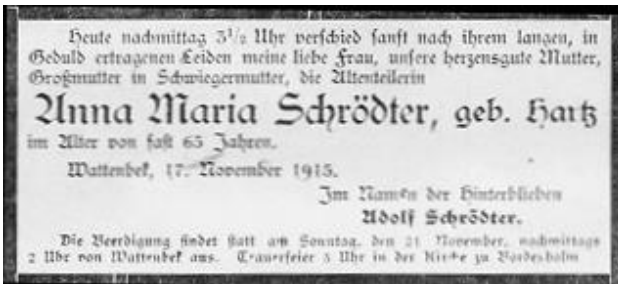 Heute nachmittag 3½ Uhr verschied sanft nach ihrem langen, in
Geduld ertragenen Leiden meine liebe Frau, unsere herzensgute Mutter,
Großmutter in Schwiegermutter, die Altenteilerin
Anna Maria Schrödter, geb. Hartz
im Alter von fast 65 Jahren.
Wattenbek, 17. November 1915.
Im Namen der Hinterblieben
Adolf Schrödter.
Die Beerdigung findet statt am Sonntag, den 21 November, nachmittags
2 Uhr von Wattenbek aus. Trauerfeier 3 Uhr in der Kirche zu Bordesholm